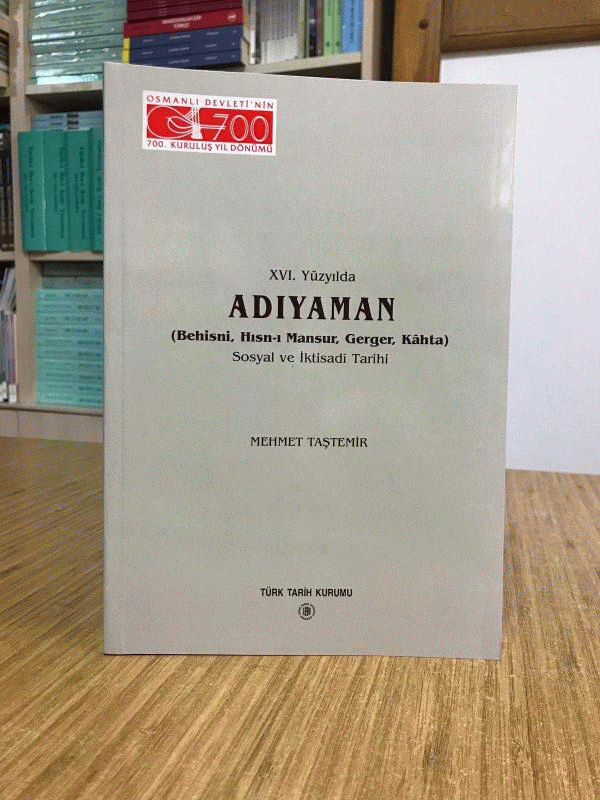 OSMANLI DEVLETİ'NİN
700
700. KURULUŞ YIL DÖNÜMÜ
XVI. Yüzyılda
ADIYAMAN
(Behisni, Hısn-ı Mansur, Gerger, Kâhta)
Sosyal ve İktisadî Tarihi
MEHMET TAŞTEMİR
TÜRK TARİH KURUMU